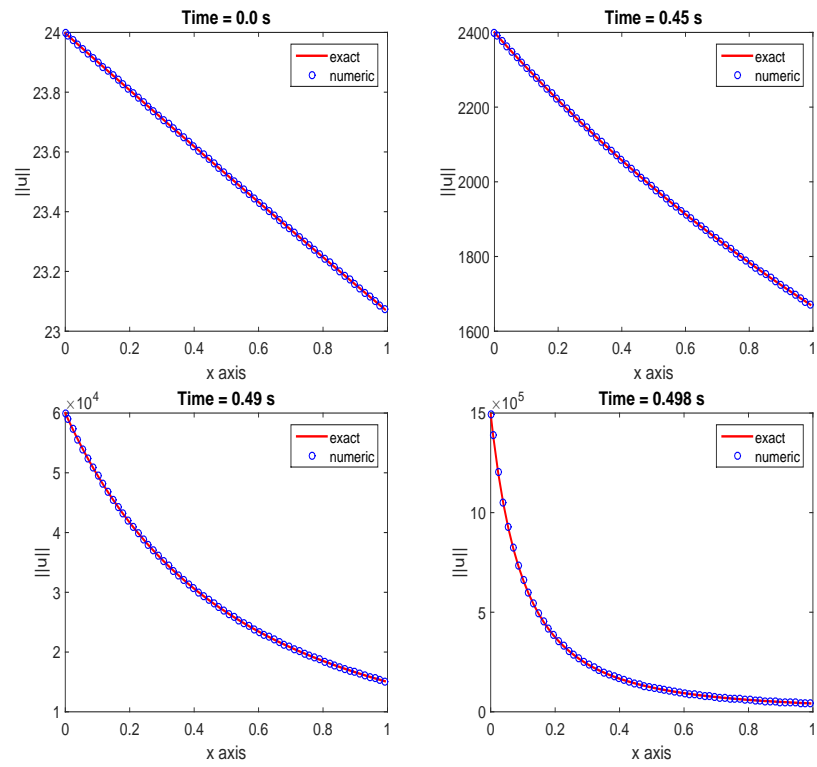 Time = 0.0 s
24
23.8
23.6
23.4
23.2
23
||u||
0 0.2 0.4 0.6 0.8 1
x axis
exact
numeric
Time = 0.45 s
2400
2200
2000
1800
1600
||u||
0 0.2 0.4 0.6 0.8 1
x axis
exact
numeric
Time = 0.49 s
×10⁴
6
5
4
3
2
1
||u||
0 0.2 0.4 0.6 0.8 1
x axis
exact
numeric
Time = 0.498 s
×10⁵
15
10
5
0
||u||
0 0.2 0.4 0.6 0.8 1
x axis
exact
numeric